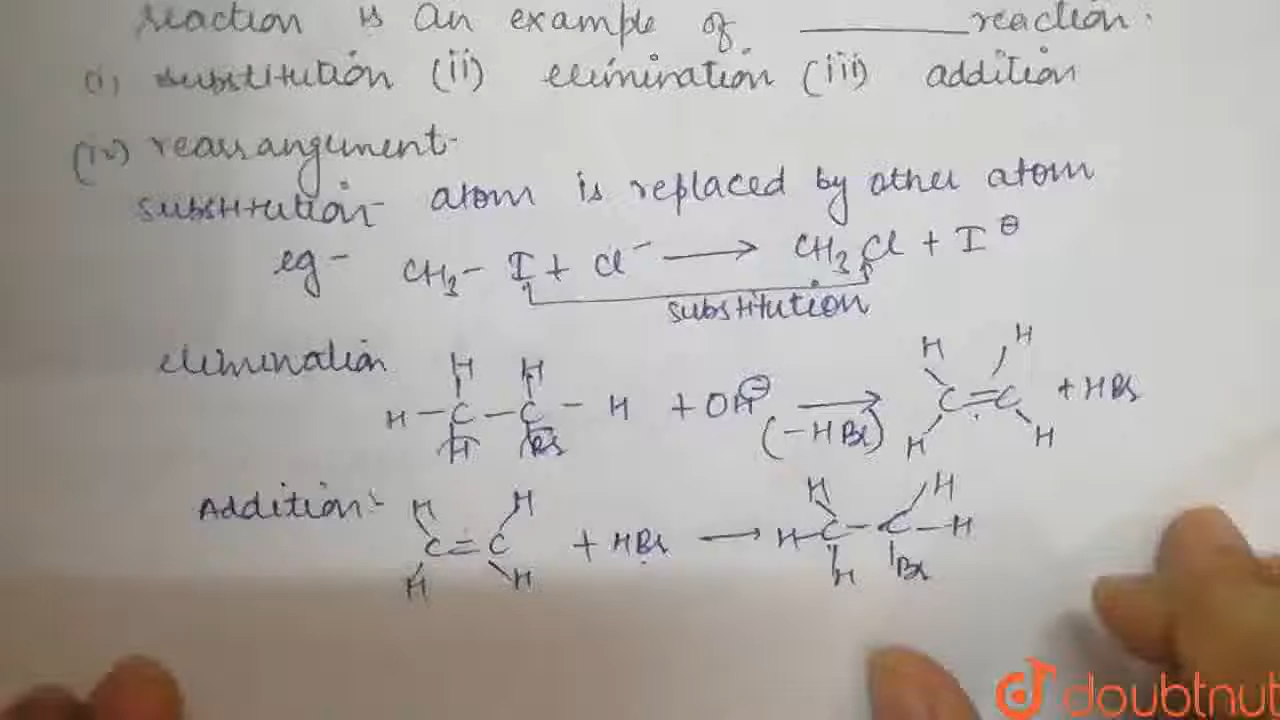 reaction is an example of ______ reaction.
(i) substitution (ii) elimination (iii) addition
(iv) rearrangement-
substitution- atom is replaced by other atom
eg- CH3- I + Cl- ⟶ CH3Cl + I⊖
substitution
elimination
H H
H - C - C - H + OH⊖ ⟶ (-HBr)
H Br
H H
C = C + HBr
H H
Addition:-
H H
C = C + HBr ⟶
H H
H H
H - C - C - H
H Br
doubtnut